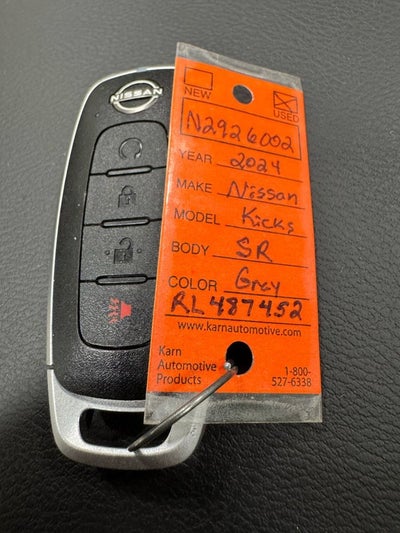 NISSAN
NEW
USED
N2926002
YEAR 2024
MAKE Nissan
MODEL Kicks
BODY SR
COLOR Gray
RL487452
www.karnautomotive.com
Karn
Automotive
Products
1-800-
527-6338